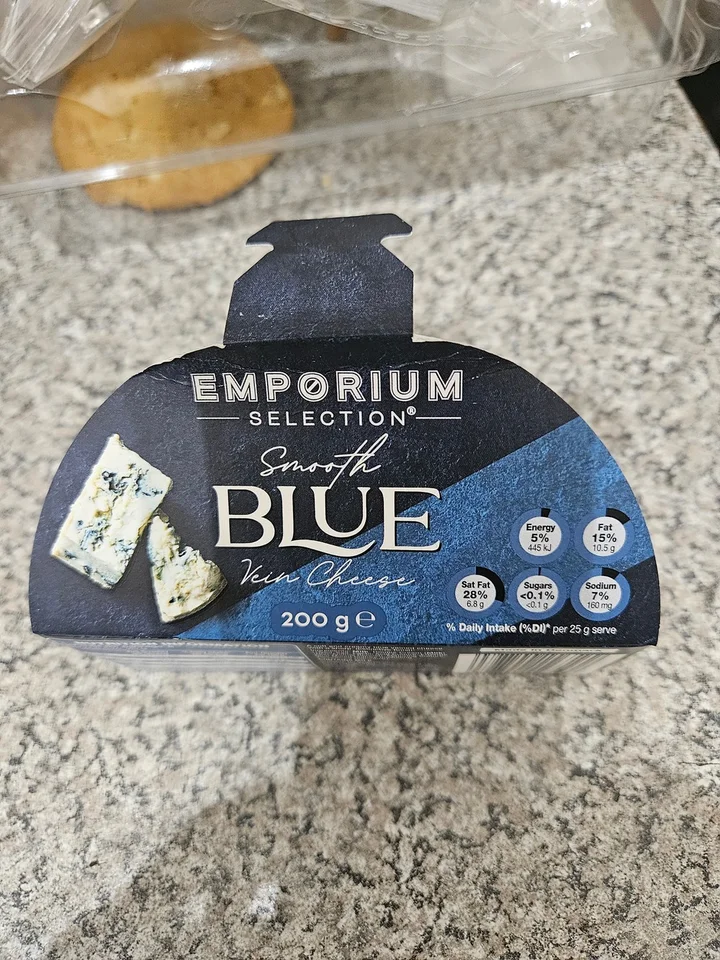 EMPORIUM
SELECTION®
Smooth
BLUE
Vein Cheese
200 g ℮
Energy
5%
445 kJ
Fat
15%
10.5 g
Sat Fat
28%
6.8 g
Sugars
<0.1%
<0.1 g
Sodium
7%
160 mg
% Daily Intake (%DI)* per 25 g serve